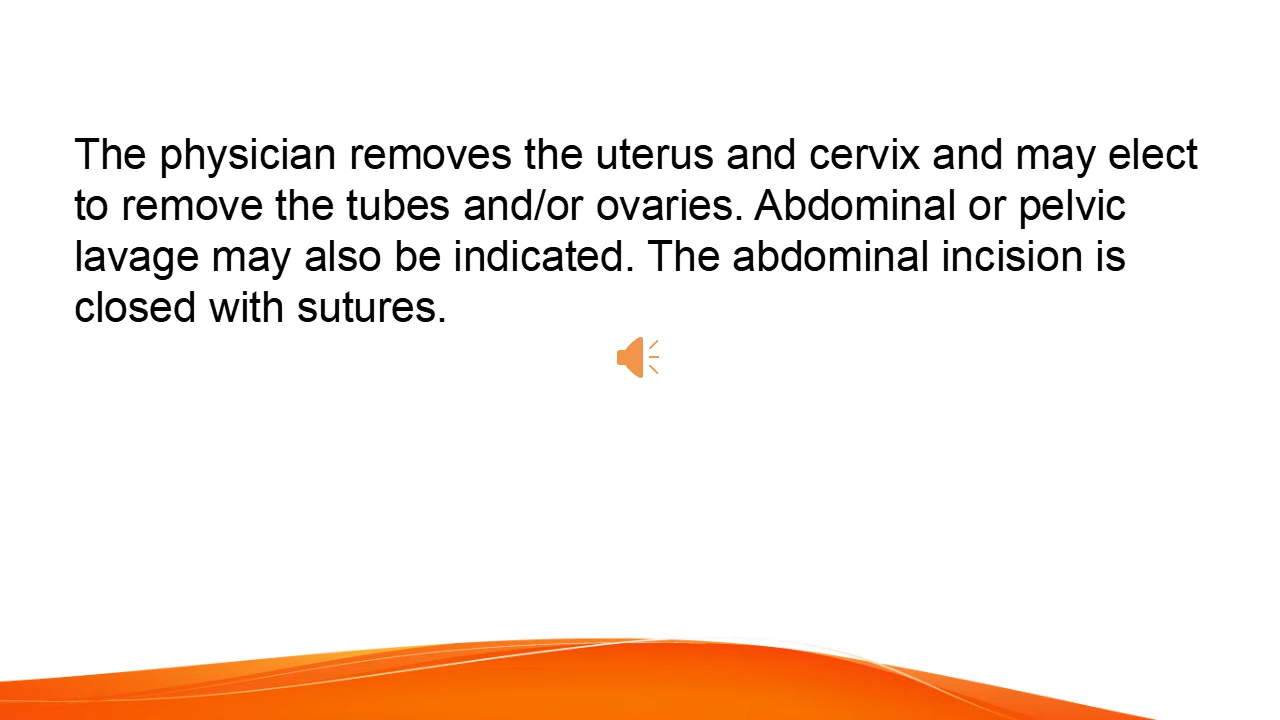 The physician removes the uterus and cervix and may elect
to remove the tubes and/or ovaries. Abdominal or pelvic
lavage may also be indicated. The abdominal incision is
closed with sutures.